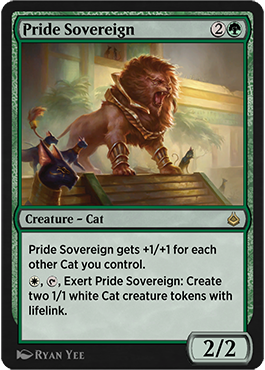 Pride Sovereign 2
Creature – Cat
Pride Sovereign gets +1/+1 for each
other Cat you control.
, , Exert Pride Sovereign: Create
two 1/1 white Cat creature tokens with
lifelink.
2/2
Ryan Yee